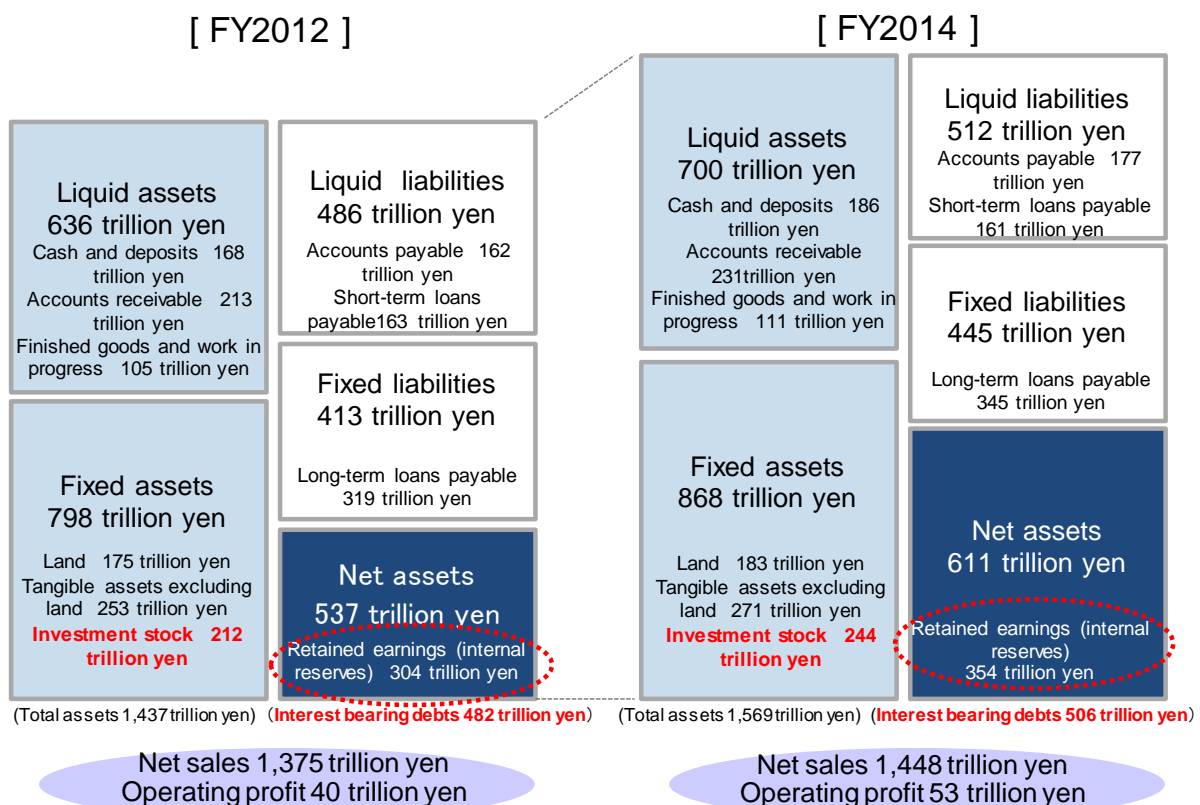 [ FY2012 ]
Liquid assets
636 trillion yen
Cash and deposits 168
trillion yen
Accounts receivable 213
trillion yen
Finished goods and work in
progress 105 trillion yen
Fixed assets
798 trillion yen
Land 175 trillion yen
Tangible assets excluding
land 253 trillion yen
Investment stock 212
trillion yen
Liquid liabilities
486 trillion yen
Accounts payable 162
trillion yen
Short-term loans
payable163 trillion yen
Fixed liabilities
413 trillion yen
Long-term loans payable
319 trillion yen
Net assets
537 trillion yen
Retained earnings (internal
reserves) 304 trillion yen
(Total assets 1,437trillion yen) (Interest bearing debts 482 trillion yen)
Net sales 1,375 trillion yen
Operating profit 40 trillion yen
[ FY2014 ]
Liquid assets
700 trillion yen
Cash and deposits 186
trillion yen
Accounts receivable
231trillion yen
Finished goods and work in
progress 111 trillion yen
Fixed assets
868 trillion yen
Land 183 trillion yen
Tangible assets excluding
land 271 trillion yen
Investment stock 244
trillion yen
Liquid liabilities
512 trillion yen
Accounts payable 177
trillion yen
Short-term loans payable
161 trillion yen
Fixed liabilities
445 trillion yen
Long-term loans payable
345 trillion yen
Net assets
611 trillion yen
Retained earnings (internal
reserves)
354 trillion yen
(Total assets 1,569trillion yen) (Interest bearing debts 506 trillion yen)
Net sales 1,448 trillion yen
Operating profit 53 trillion yen